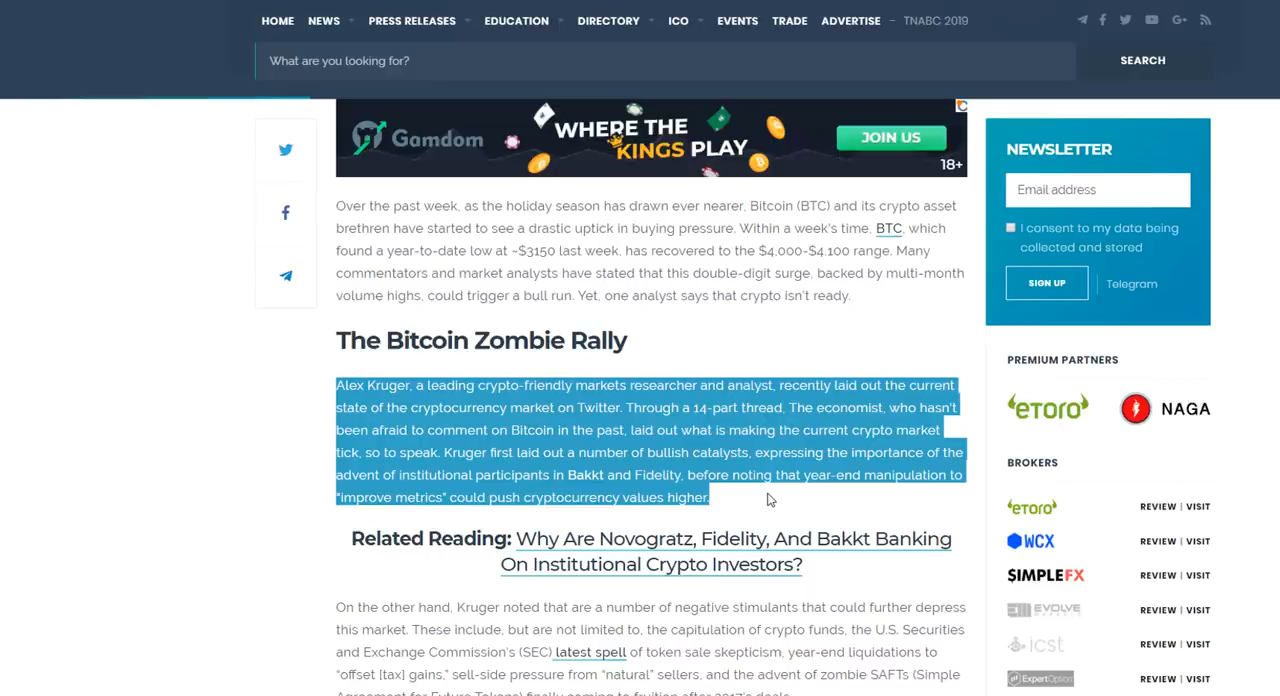 HOME NEWS PRESS RELEASES EDUCATION DIRECTORY ICO EVENTS TRADE ADVERTISE – TNABC 2019
What are you looking for?
SEARCH
Gamdom
WHERE THE
KINGS PLAY
JOIN US
18+
Over the past week, as the holiday season has drawn ever nearer, Bitcoin (BTC) and its crypto asset
brethren have started to see a drastic uptick in buying pressure. Within a week's time, BTC, which
found a year-to-date low at ~$3150 last week, has recovered to the $4,000-$4,100 range. Many
commentators and market analysts have stated that this double-digit surge, backed by multi-month
volume highs, could trigger a bull run. Yet, one analyst says that crypto isn't ready.
The Bitcoin Zombie Rally
Alex Kruger, a leading crypto-friendly markets researcher and analyst, recently laid out the current
state of the cryptocurrency market on Twitter. Through a 14-part thread, The economist, who hasn't
been afraid to comment on Bitcoin in the past, laid out what is making the current crypto market
tick, so to speak. Kruger first laid out a number of bullish catalysts, expressing the importance of the
advent of institutional participants in Bakkt and Fidelity, before noting that year-end manipulation to
"improve metrics" could push cryptocurrency values higher.
Related Reading: Why Are Novogratz, Fidelity, And Bakkt Banking
On Institutional Crypto Investors?
On the other hand, Kruger noted that are a number of negative stimulants that could further depress
this market. These include, but are not limited to, the capitulation of crypto funds, the U.S. Securities
and Exchange Commission's (SEC) latest spell of token sale skepticism, year-end liquidations to
"offset [tax] gains," sell-side pressure from "natural" sellers, and the advent of zombie SAFTs (Simple
Agreement for Future Tokens) finally coming to fruition after 2017's deals.
NEWSLETTER
Email address
I consent to my data being
collected and stored
SIGN UP
Telegram
PREMIUM PARTNERS
etoro
NAGA
BROKERS
etoro REVIEW | VISIT
WCX REVIEW | VISIT
$IMPLEFX REVIEW | VISIT
EVOLVE MARKETS REVIEW | VISIT
icst REVIEW | VISIT
ExpertOption REVIEW | VISIT